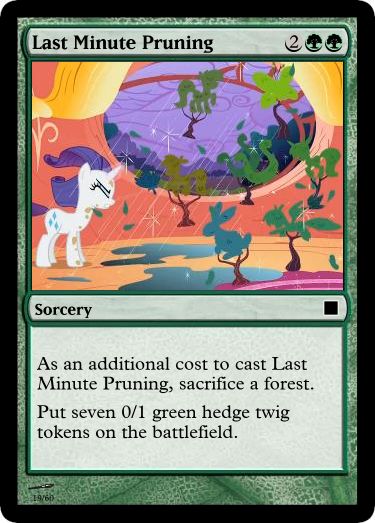 Last Minute Pruning 2
Sorcery
As an additional cost to cast Last
Minute Pruning, sacrifice a forest.
Put seven 0/1 green hedge twig
tokens on the battlefield.
19/60